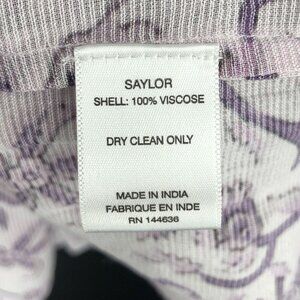 SAYLOR
SHELL: 100% VISCOSE
DRY CLEAN ONLY
MADE IN INDIA
FABRIQUE EN INDE
RN 144636